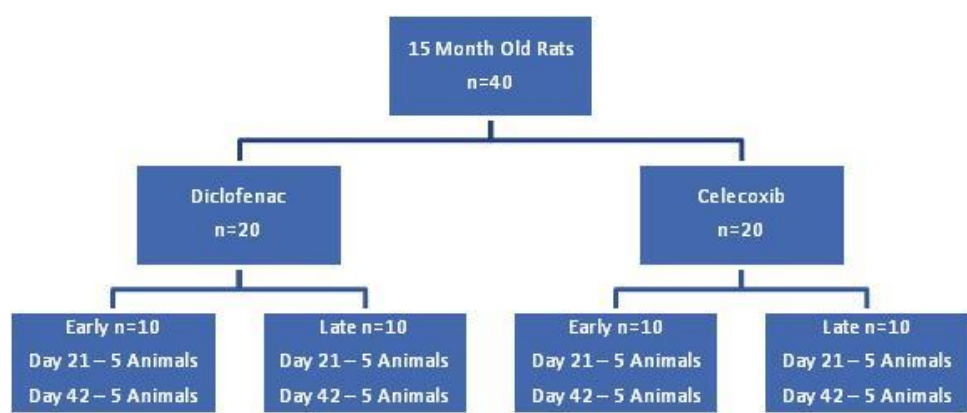 15 Month Old Rats
n=40
Diclofenac
n=20
Celecoxib
n=20
Early n=10
Day 21 – 5 Animals
Day 42 – 5 Animals
Late n=10
Day 21 – 5 Animals
Day 42 – 5 Animals
Early n=10
Day 21 – 5 Animals
Day 42 – 5 Animals
Late n=10
Day 21 – 5 Animals
Day 42 – 5 Animals